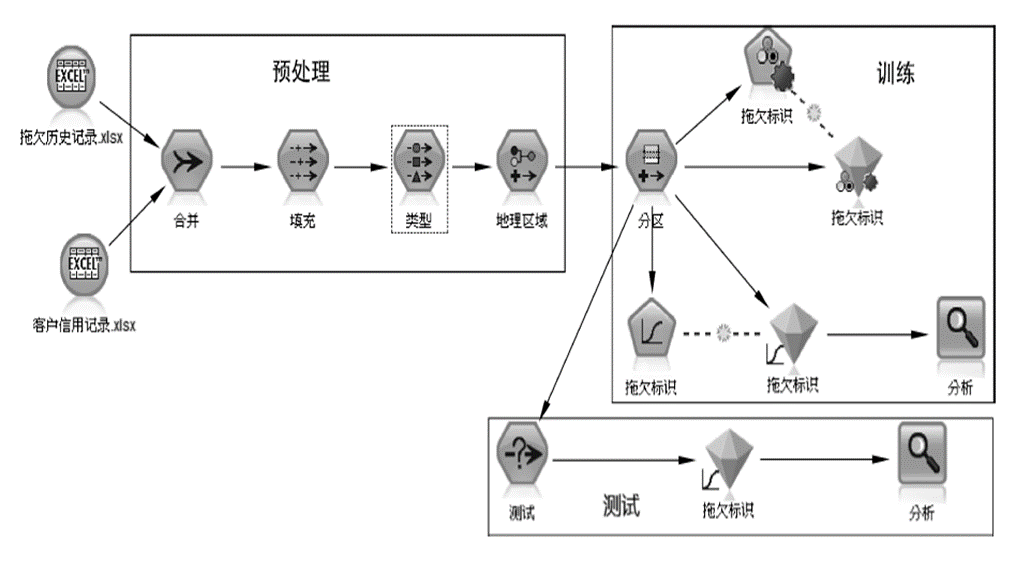 预处理
训练
EXCEL
拖欠历史记录.xlsx
拖欠标识
合并
填充
类型
地理区域
分区
拖欠标识
EXCEL
客户信用记录.xlsx
拖欠标识
拖欠标识
分析
测试
测试
拖欠标识
分析